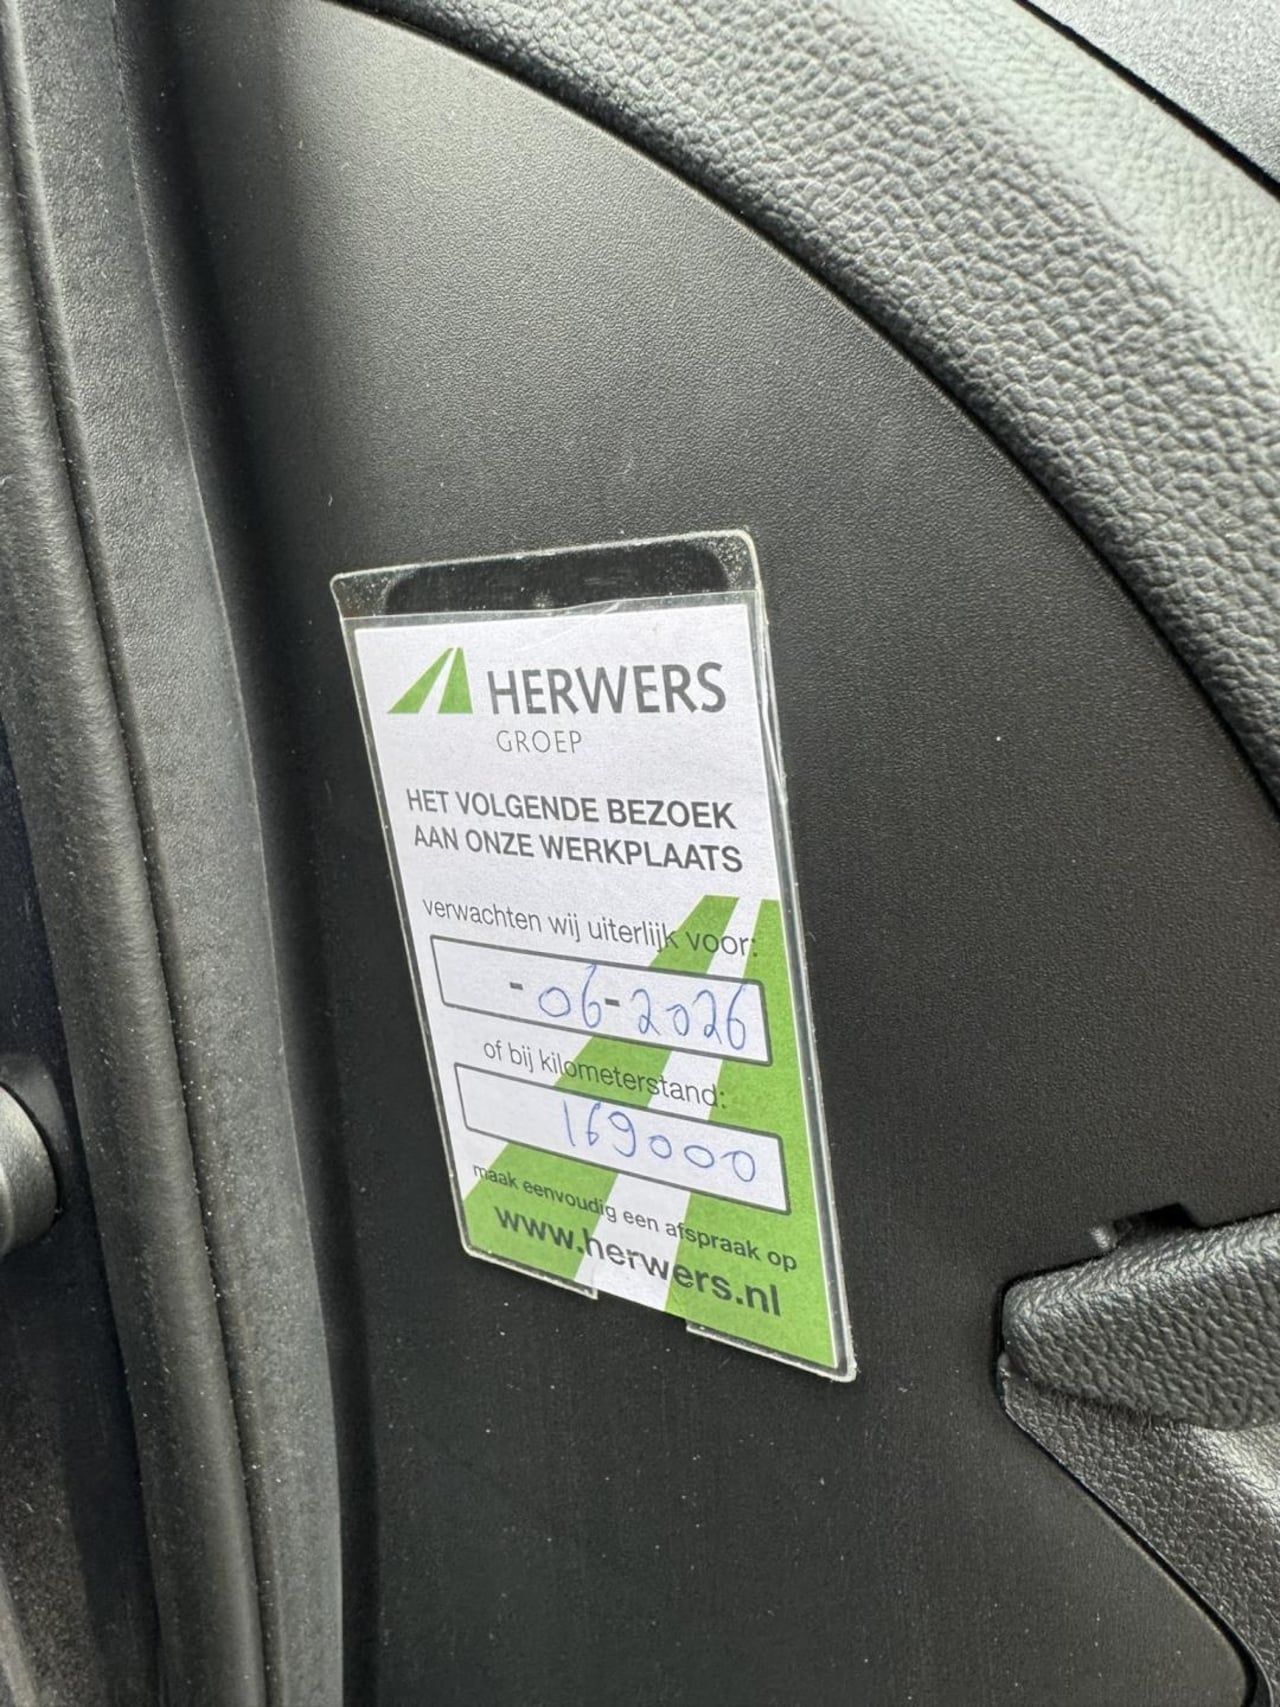 HERWERS
GROEP
HET VOLGENDE BEZOEK
AAN ONZE WERKPLAATS
verwachten wij uiterlijk voor:
-06-2026
of bij kilometerstand:
169000
maak eenvoudig een afspraak op
www.herwers.nl